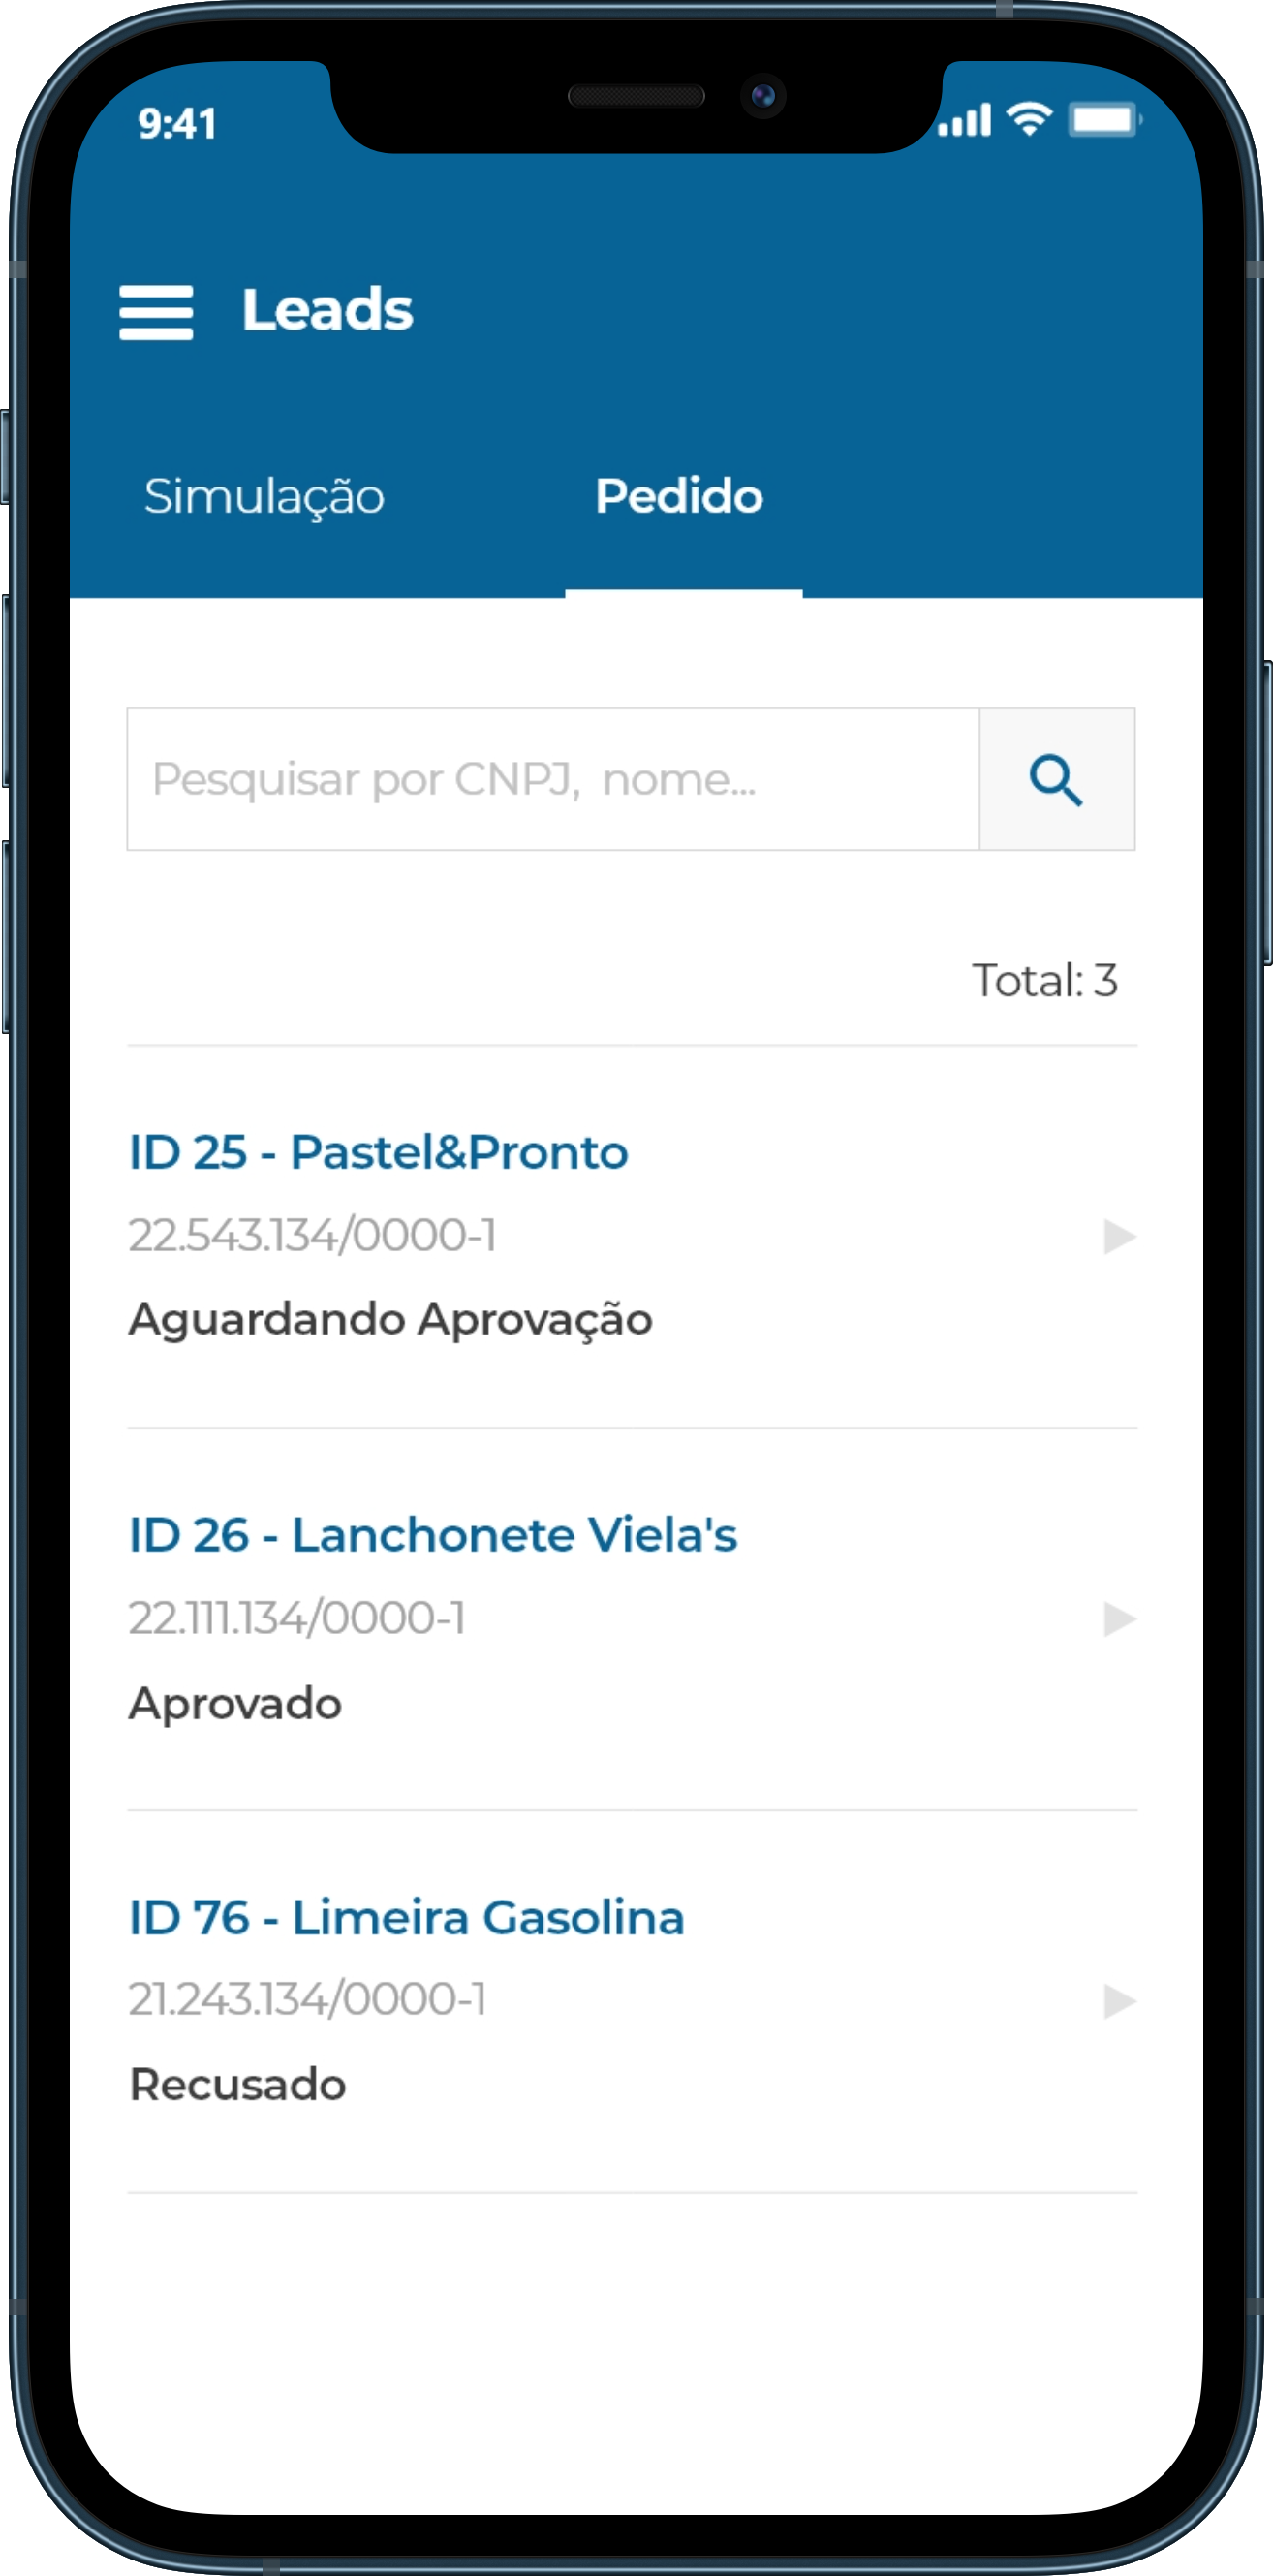 9:41
Leads
Simulação Pedido
Pesquisar por CNPJ, nome...
Total: 3
ID 25 - Pastel&Pronto
22.543.134/0000-1
Aguardando Aprovação
ID 26 - Lanchonete Viela's
22.111.134/0000-1
Aprovado
ID 76 - Limeira Gasolina
21.243.134/0000-1
Recusado